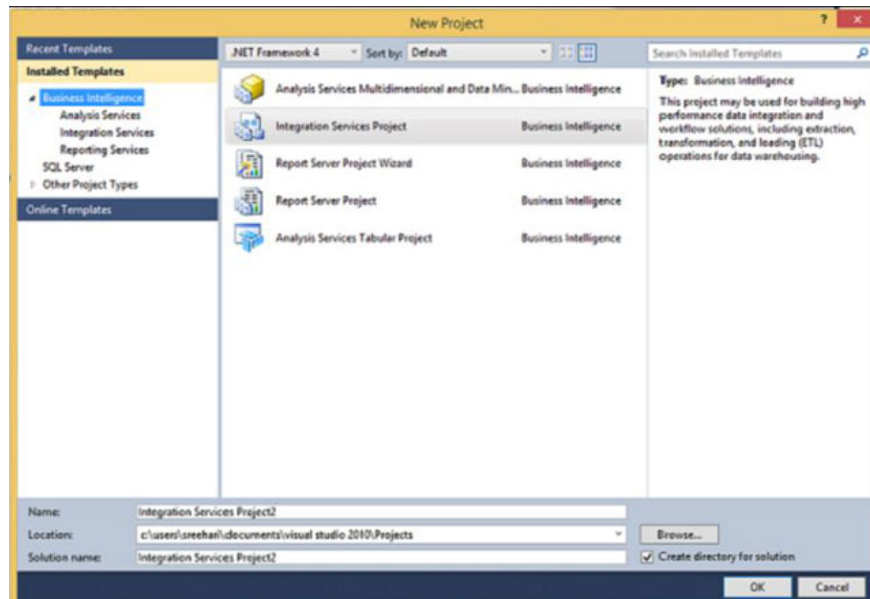 New Project
?
Recent Templates
.NET Framework 4
Sort by: Default
Search Installed Templates
Installed Templates
Business Intelligence
Analysis Services
Integration Services
Reporting Services
SQL Server
Other Project Types
Online Templates
Analysis Services Multidimensional and Data Min... Business Intelligence
Integration Services Project Business Intelligence
Report Server Project Wizard Business Intelligence
Report Server Project Business Intelligence
Analysis Services Tabular Project Business Intelligence
Type: Business Intelligence
This project may be used for building high
performance data integration and
workflow solutions, including extraction,
transformation, and loading (ETL)
operations for data warehousing.
Name: Integration Services Project2
Location: c:\users\sreehari\documents\visual studio 2010\Projects
Browse...
Solution name: Integration Services Project2
Create directory for solution
OK
Cancel